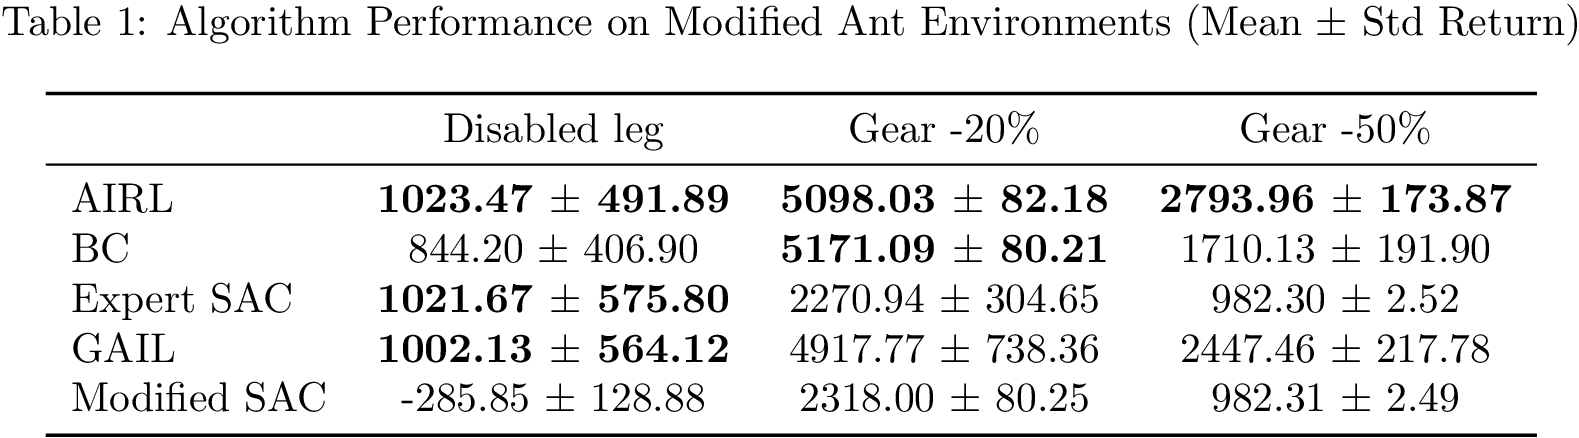 Table 1: Algorithm Performance on Modified Ant Environments (Mean ± Std Return)
Disabled leg Gear -20% Gear -50%
AIRL 1023.47 ± 491.89 5098.03 ± 82.18 2793.96 ± 173.87
BC 844.20 ± 406.90 5171.09 ± 80.21 1710.13 ± 191.90
Expert SAC 1021.67 ± 575.80 2270.94 ± 304.65 982.30 ± 2.52
GAIL 1002.13 ± 564.12 4917.77 ± 738.36 2447.46 ± 217.78
Modified SAC -285.85 ± 128.88 2318.00 ± 80.25 982.31 ± 2.49